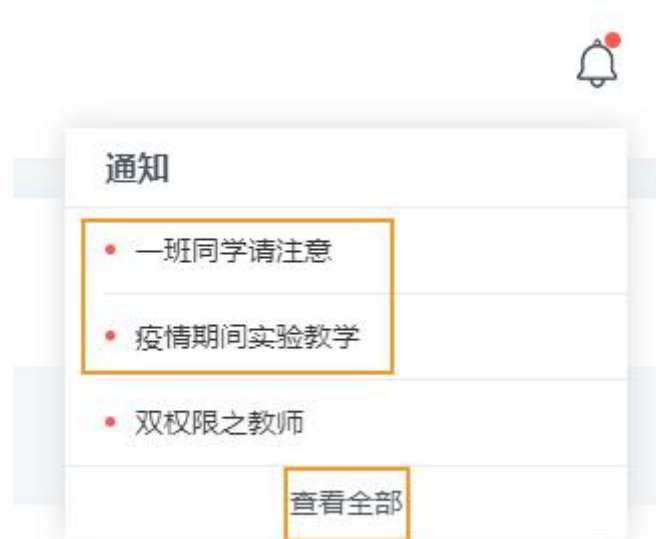 通知
一班同学请注意
疫情期间实验教学
双权限之教师
查看全部